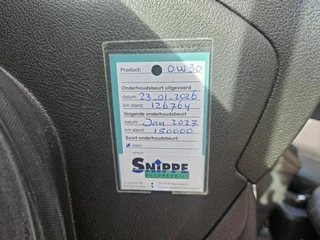 Product: 0W30
Onderhoudsbeurt uitgevoerd
datum: 23-01-2026
km stand: 126764
Volgende onderhoudsbeurt
datum: Jan 2027
km stand: 150000
Soort onderhoudsbeurt
SNIPPE
AUTOBEDRIJF